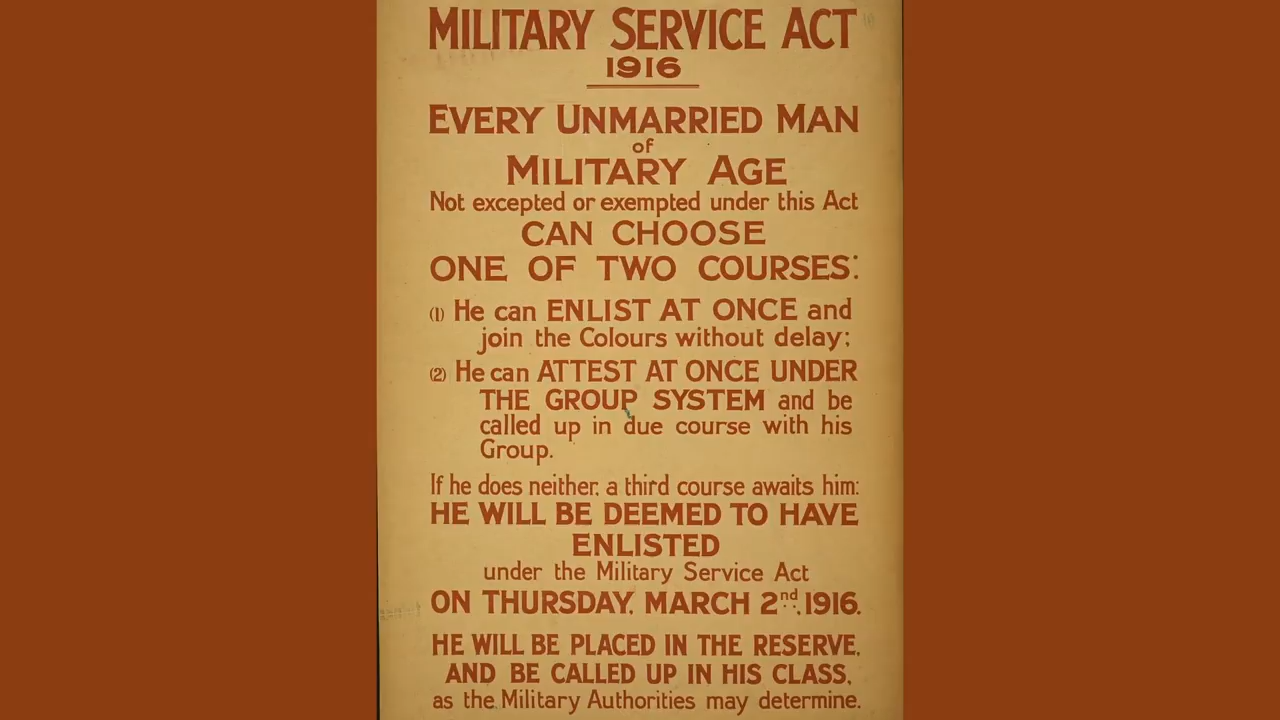 MILITARY SERVICE ACT
1916
EVERY UNMARRIED MAN
of
MILITARY AGE
Not excepted or exempted under this Act
CAN CHOOSE
ONE OF TWO COURSES:
(1) He can ENLIST AT ONCE and
join the Colours without delay;
(2) He can ATTEST AT ONCE UNDER
THE GROUP SYSTEM and be
called up in due course with his
Group.
If he does neither, a third course awaits him:
HE WILL BE DEEMED TO HAVE
ENLISTED
under the Military Service Act
ON THURSDAY, MARCH 2nd, 1916.
HE WILL BE PLACED IN THE RESERVE,
AND BE CALLED UP IN HIS CLASS,
as the Military Authorities may determine.